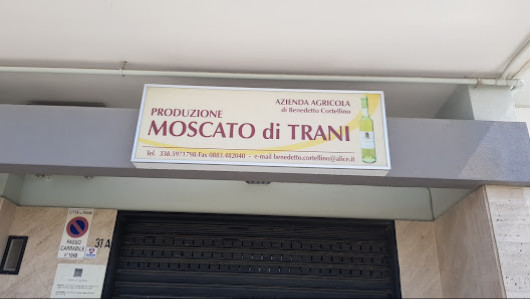 AZIENDA AGRICOLA
di Benedetto Cortellino
PRODUZIONE
MOSCATO di TRANI
Tel. 338.5973798-Fax 0883.482040 - e-mail benedetto.cortellino@alice.it
31 A
PASSO
CARRABILE